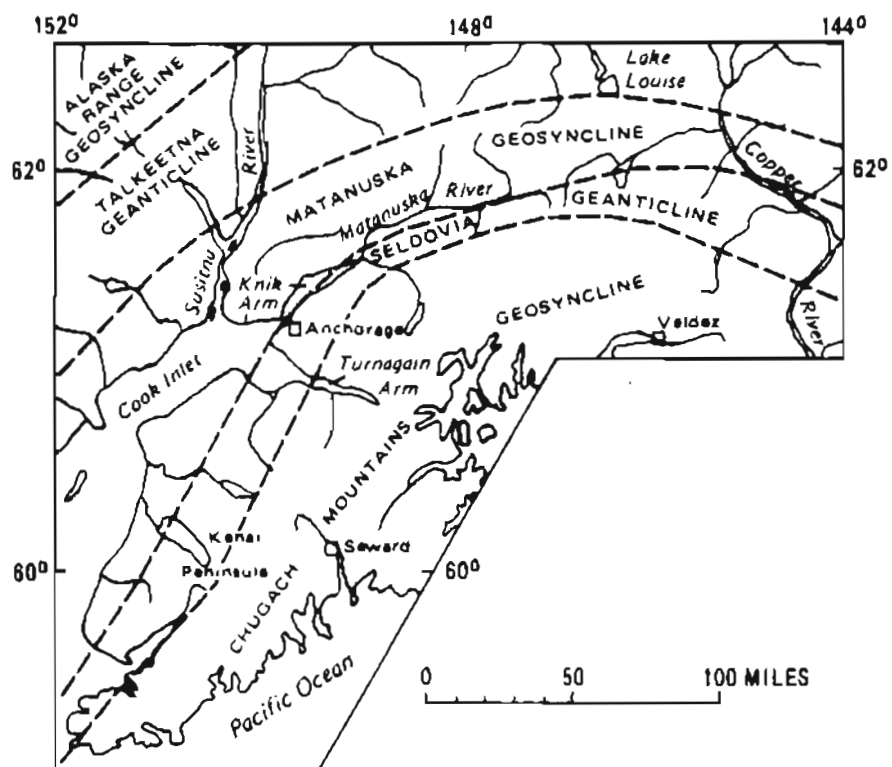 152°
148°
144°
ALASKA
RANGE
GEOSYNCLINE
TALKEETNA
GEANTICLINE
River
Lake
Louise
GEOSYNCLINE
Copper
62°
62°
MATANUSKA
Matanuska
River
GEANTICLINE
SELDOVIA
Susitna
Knik
Arm
GEOSYNCLINE
River
Anchorage
Valdez
Cook Inlet
Turnagain
Arm
MOUNTAINS
Kenai
Peninsula
Seward
60°
60°
CHUGACH
Pacific Ocean
0
50
100 MILES